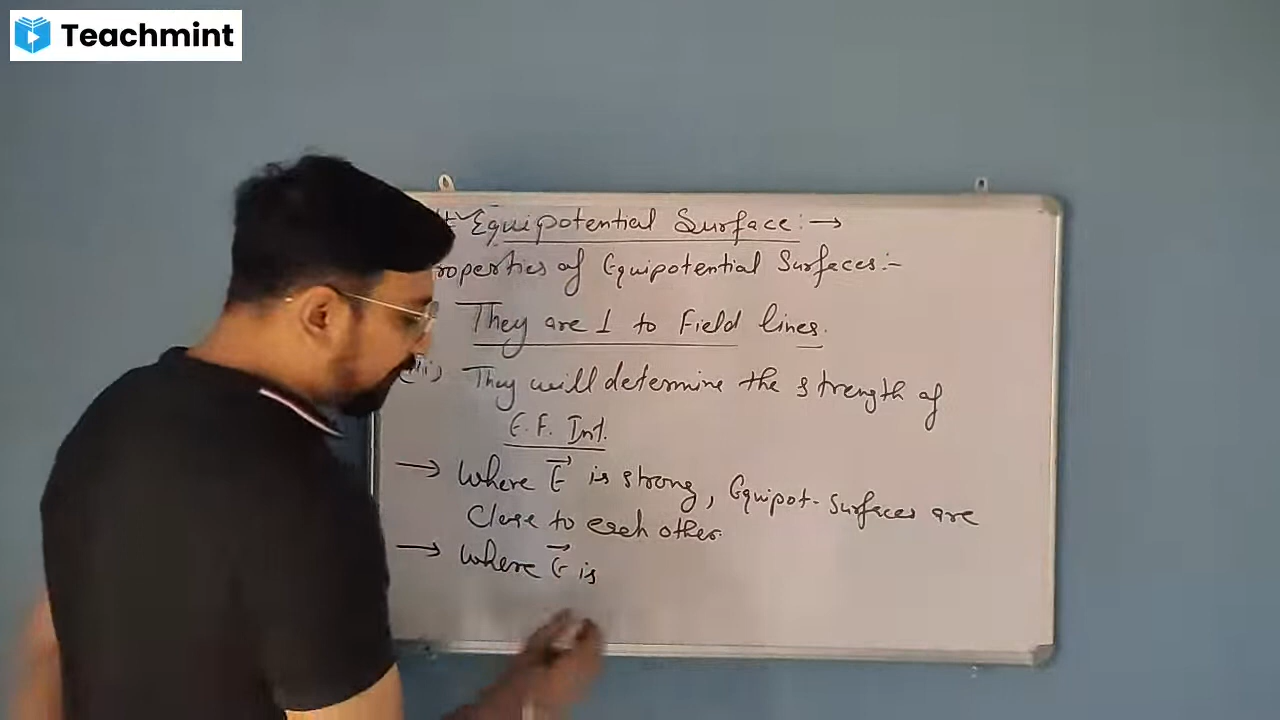 Teachmint
Equipotential Surface:→
roperties of Equipotential Surfaces:-
They are ⊥ to Field lines.
ii) They will determine the strength of
E.F. Int.
→ Where E⃗ is strong, Equipot-surfaces are
Close to each other.
→ Where E⃗ is